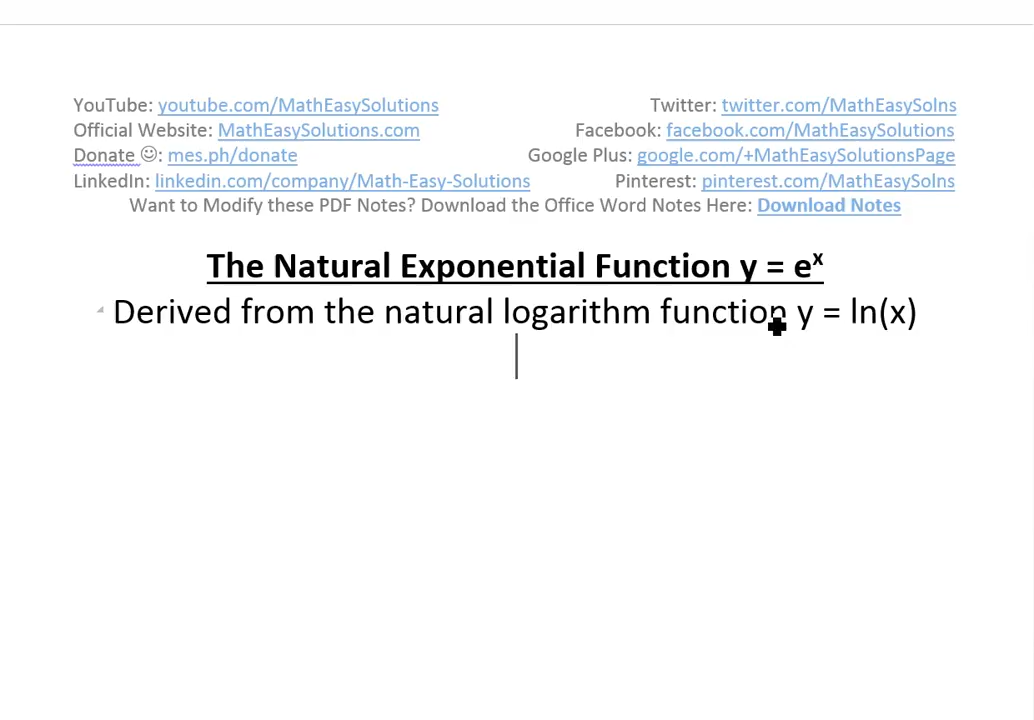 YouTube: youtube.com/MathEasySolutions Twitter: twitter.com/MathEasySolns
Official Website: MathEasySolutions.com Facebook: facebook.com/MathEasySolutions
Donate ☺: mes.ph/donate Google Plus: google.com/+MathEasySolutionsPage
LinkedIn: linkedin.com/company/Math-Easy-Solutions Pinterest: pinterest.com/MathEasySolns
Want to Modify these PDF Notes? Download the Office Word Notes Here: Download Notes
The Natural Exponential Function y = eˣ
Derived from the natural logarithm function y = ln(x)